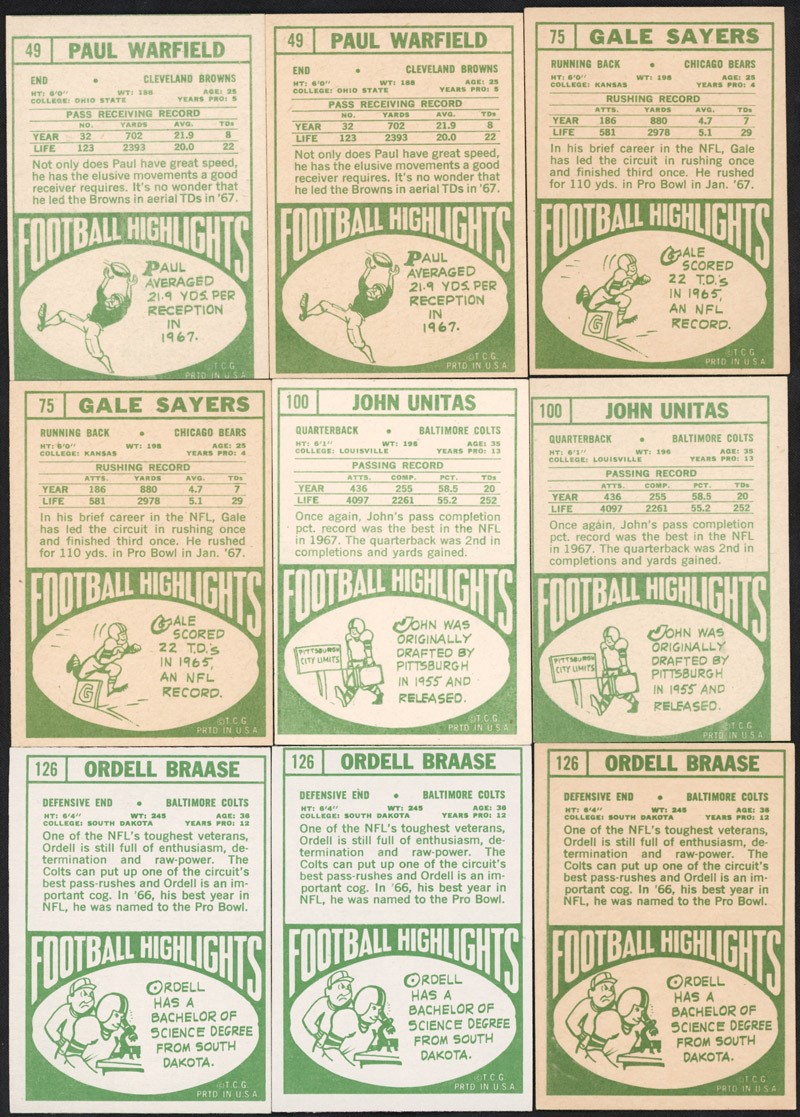 49 PAUL WARFIELD
END • CLEVELAND BROWNS
HT: 6'0" WT: 188 AGE: 25
COLLEGE: OHIO STATE YEARS PRO: 5
PASS RECEIVING RECORD
NO. YARDS AVG. TDs
YEAR 32 702 21.9 8
LIFE 123 2393 20.0 22
Not only does Paul have great speed,
he has the elusive movements a good
receiver requires. It's no wonder that
he led the Browns in aerial TDs in '67.
FOOTBALL HIGHLIGHTS
PAUL
AVERAGED
21.9 YDS. PER
RECEPTION
IN
1967.
©T.C.G.
PRTD IN U.S.A.
49 PAUL WARFIELD
END • CLEVELAND BROWNS
HT: 6'0" WT: 188 AGE: 25
COLLEGE: OHIO STATE YEARS PRO: 5
PASS RECEIVING RECORD
NO. YARDS AVG. TDs
YEAR 32 702 21.9 8
LIFE 123 2393 20.0 22
Not only does Paul have great speed,
he has the elusive movements a good
receiver requires. It's no wonder that
he led the Browns in aerial TDs in '67.
FOOTBALL HIGHLIGHTS
PAUL
AVERAGED
21.9 YDS. PER
RECEPTION
IN
1967.
©T.C.G.
PRTD IN U.S.A.
75 GALE SAYERS
RUNNING BACK • CHICAGO BEARS
HT: 6'0" WT: 198 AGE: 25
COLLEGE: KANSAS YEARS PRO: 4
RUSHING RECORD
ATTS. YARDS AVG. TDs
YEAR 186 880 4.7 7
LIFE 581 2978 5.1 29
In his brief career in the NFL, Gale
has led the circuit in rushing once
and finished third once. He rushed
for 110 yds. in Pro Bowl in Jan. '67.
FOOTBALL HIGHLIGHTS
GALE
SCORED
22 T.D.'s
IN 1965,
AN NFL
RECORD.
G
©T.C.G.
PRTD IN U.S.A.
75 GALE SAYERS
RUNNING BACK • CHICAGO BEARS
HT: 6'0" WT: 198 AGE: 25
COLLEGE: KANSAS YEARS PRO: 4
RUSHING RECORD
ATTS. YARDS AVG. TDs
YEAR 186 880 4.7 7
LIFE 581 2978 5.1 29
In his brief career in the NFL, Gale
has led the circuit in rushing once
and finished third once. He rushed
for 110 yds. in Pro Bowl in Jan. '67.
FOOTBALL HIGHLIGHTS
GALE
SCORED
22 T.D.'s
IN 1965,
AN NFL
RECORD.
G
©T.C.G.
PRTD IN U.S.A.
100 JOHN UNITAS
QUARTERBACK • BALTIMORE COLTS
HT: 6'1" WT: 196 AGE: 35
COLLEGE: LOUISVILLE YEARS PRO: 13
PASSING RECORD
ATTS. COMP. PCT. TDs
YEAR 436 255 58.5 20
LIFE 4097 2261 55.2 252
Once again, John's pass completion
pct. record was the best in the NFL
in 1967. The quarterback was 2nd in
completions and yards gained.
FOOTBALL HIGHLIGHTS
PITTSBURGH
CITY LIMITS
JOHN WAS
ORIGINALLY
DRAFTED BY
PITTSBURGH
IN 1955 AND
RELEASED.
©T.C.G.
PRTD IN U.S.A.
100 JOHN UNITAS
QUARTERBACK • BALTIMORE COLTS
HT: 6'1" WT: 196 AGE: 35
COLLEGE: LOUISVILLE YEARS PRO: 13
PASSING RECORD
ATTS. COMP. PCT. TDs
YEAR 436 255 58.5 20
LIFE 4097 2261 55.2 252
Once again, John's pass completion
pct. record was the best in the NFL
in 1967. The quarterback was 2nd in
completions and yards gained.
FOOTBALL HIGHLIGHTS
PITTSBURGH
CITY LIMITS
JOHN WAS
ORIGINALLY
DRAFTED BY
PITTSBURGH
IN 1955 AND
RELEASED.
©T.C.G.
PRTD IN U.S.A.
126 ORDELL BRAASE
DEFENSIVE END • BALTIMORE COLTS
HT: 6'4" WT: 245 AGE: 36
COLLEGE: SOUTH DAKOTA YEARS PRO: 12
One of the NFL's toughest veterans,
Ordell is still full of enthusiasm, de-
termination and raw-power. The
Colts can put up one of the circuit's
best pass-rushes and Ordell is an im-
portant cog. In '66, his best year in
NFL, he was named to the Pro Bowl.
FOOTBALL HIGHLIGHTS
ORDELL
HAS A
BACHELOR OF
SCIENCE DEGREE
FROM SOUTH
DAKOTA.
©T.C.G.
PRTD IN U.S.A.
126 ORDELL BRAASE
DEFENSIVE END • BALTIMORE COLTS
HT: 6'4" WT: 245 AGE: 36
COLLEGE: SOUTH DAKOTA YEARS PRO: 12
One of the NFL's toughest veterans,
Ordell is still full of enthusiasm, de-
termination and raw-power. The
Colts can put up one of the circuit's
best pass-rushes and Ordell is an im-
portant cog. In '66, his best year in
NFL, he was named to the Pro Bowl.
FOOTBALL HIGHLIGHTS
ORDELL
HAS A
BACHELOR OF
SCIENCE DEGREE
FROM SOUTH
DAKOTA.
©T.C.G.
PRTD IN U.S.A.
126 ORDELL BRAASE
DEFENSIVE END • BALTIMORE COLTS
HT: 6'4" WT: 245 AGE: 36
COLLEGE: SOUTH DAKOTA YEARS PRO: 12
One of the NFL's toughest veterans,
Ordell is still full of enthusiasm, de-
termination and raw-power. The
Colts can put up one of the circuit's
best pass-rushes and Ordell is an im-
portant cog. In '66, his best year in
NFL, he was named to the Pro Bowl.
FOOTBALL HIGHLIGHTS
ORDELL
HAS A
BACHELOR OF
SCIENCE DEGREE
FROM SOUTH
DAKOTA.
©T.C.G.
PRTD IN U.S.A.